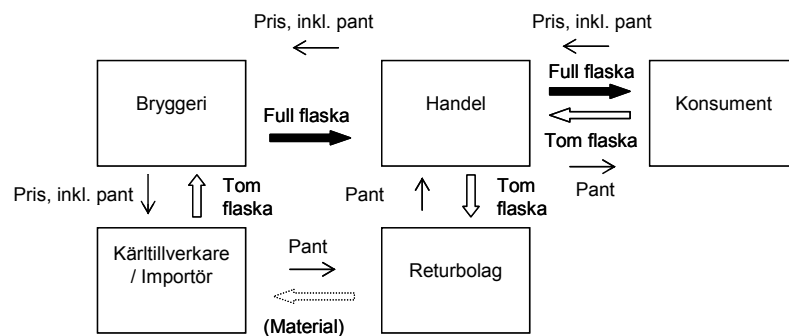 Pris, inkl. pant
Pris, inkl. pant
Bryggeri
Full flaska
Handel
Full flaska
Konsument
Tom flaska
Pant
Pris, inkl. pant
Tom
flaska
Pant
Tom
flaska
Kärltillverkare
/ Importör
Pant
Returbolag
(Material)